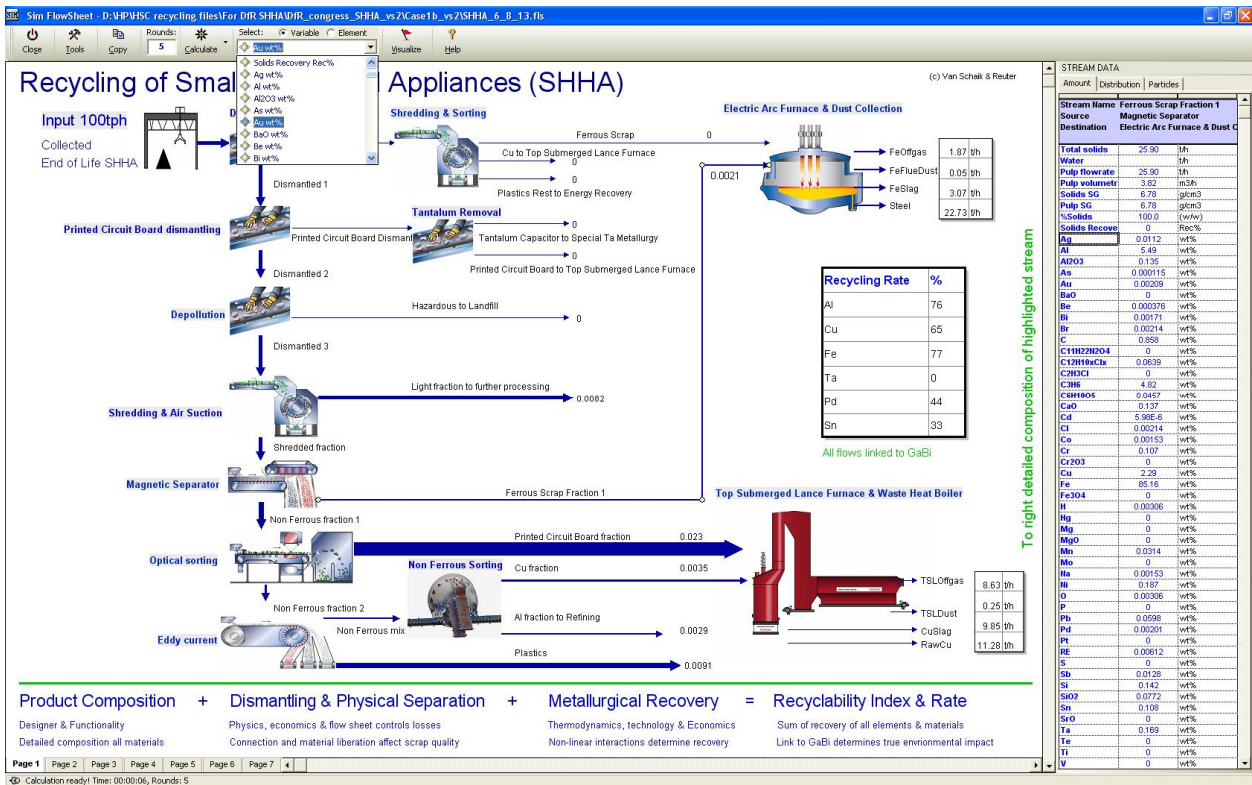 Sim FlowSheet - D:\HP\HSC recycling files\For DfR SHHA\DfR_congress_SHHA_vs2\Case1b_vs2\SHHA_6_8_13.fls
Close Tools Copy Rounds: 5 Calculate Select: Variable Element Au wt% Visualize Help
Solids Recovery Rec%
Ag wt%
Al wt%
Al2O3 wt%
As wt%
Au wt%
BaO wt%
Be wt%
Bi wt%
Appliances (SHHA)
(c) Van Schaik & Reuter
Input 100tph
Collected
End of Life SHHA
Shredding & Sorting
Ferrous Scrap 0
Cu to Top Submerged Lance Furnace
0
0
Plastics Rest to Energy Recovery
Electric Arc Furnace & Dust Collection
0.0021
FeOffgas 1.87 t/h
FeFlueDust 0.05 t/h
FeSlag 3.07 t/h
Steel 22.73 t/h
Dismantled 1
Printed Circuit Board dismantling
Tantalum Removal
0
Tantalum Capacitor to Special Ta Metallurgy
0
Printed Circuit Board to Top Submerged Lance Furnace
Dismantled 2
Depollution
Hazardous to Landfill
0
Dismantled 3
Light fraction to further processing
0.0082
Shredding & Air Suction
Shredded fraction
Magnetic Separator
Ferrous Scrap Fraction 1
Recycling Rate %
Al 76
Cu 65
Fe 77
Ta 0
Pd 44
Sn 33
All flows linked to GaBi
To right detailed composition of highlighted stream
Top Submerged Lance Furnace & Waste Heat Boiler
Non Ferrous fraction 1
Optical sorting
Printed Circuit Board fraction 0.023
Non Ferrous Sorting
Cu fraction 0.0035
Non Ferrous fraction 2
Non Ferrous mix
Al fraction to Refining
0.0029
Eddy current
Plastics
0.0091
TSLOffgas 8.63 t/h
TSLDust 0.25 t/h
CuSlag 9.85 t/h
RawCu 11.28 t/h
Product Composition + Dismantling & Physical Separation + Metallurgical Recovery = Recyclability Index & Rate
Designer & Functionality Physics, economics & flow sheet controls losses Thermodynamics, technology & Economics Sum of recovery of all elements & materials
Detailed composition all materials Connection and material liberation affect scrap quality Non-linear interactions determine recovery Link to GaBi determines true envrionmental impact
Page 1 Page 2 Page 3 Page 4 Page 5 Page 6 Page 7
Calculation ready! Time: 00:00:06, Rounds: 5
STREAM DATA
Amount Distribution Particles
Stream Name Ferrous Scrap Fraction 1
Source Magnetic Separator
Destination Electric Arc Furnace & Dust C
Total solids 25.90 t/h
Water t/h
Pulp flowrate 25.90 t/h
Pulp volumetr 3.82 m3/h
Solids SG 6.78 g/cm3
Pulp SG 6.78 g/cm3
%Solids 100.0 (w/w)
Solids Recove 0 Rec%
Ag 0.0112 wt%
Al 5.49 wt%
Al2O3 0.135 wt%
As 0.000115 wt%
Au 0.00209 wt%
BaO 0 wt%
Be 0.000376 wt%
Bi 0.00171 wt%
Br 0.00214 wt%
C 0.858 wt%
C11H22N2O4 0 wt%
C12H10xClx 0.0639 wt%
C2H3Cl 0 wt%
C3H6 4.82 wt%
C6H10O5 0.0457 wt%
CaO 0.137 wt%
Cd 5.98E-6 wt%
Cl 0.00214 wt%
Co 0.00153 wt%
Cr 0.107 wt%
Cr2O3 0 wt%
Cu 2.29 wt%
Fe 85.16 wt%
Fe3O4 0 wt%
H 0.00306 wt%
Hg 0 wt%
Mg 0 wt%
MgO 0 wt%
Mn 0.0314 wt%
Mo 0 wt%
Na 0.00153 wt%
Ni 0.187 wt%
O 0.00306 wt%
P 0 wt%
Pb 0.0598 wt%
Pd 0.00201 wt%
Pt 0 wt%
RE 0.00612 wt%
S 0 wt%
Sb 0.0128 wt%
Si 0.142 wt%
SiO2 0.0772 wt%
Sn 0.108 wt%
SrO 0 wt%
Ta 0.169 wt%
Te 0 wt%
Ti 0 wt%
V 0 wt%